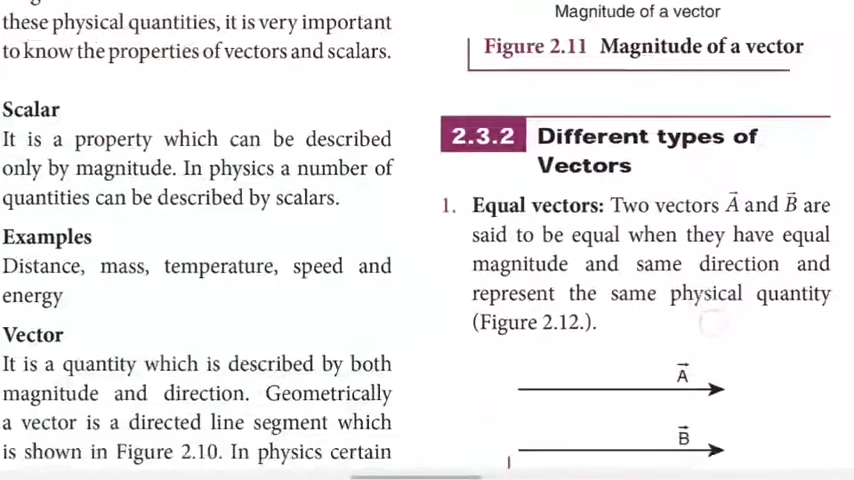 these physical quantities, it is very important
to know the properties of vectors and scalars.
Scalar
It is a property which can be described
only by magnitude. In physics a number of
quantities can be described by scalars.
Examples
Distance, mass, temperature, speed and
energy
Vector
It is a quantity which is described by both
magnitude and direction. Geometrically
a vector is a directed line segment which
is shown in Figure 2.10. In physics certain
Magnitude of a vector
Figure 2.11 Magnitude of a vector
2.3.2 Different types of
Vectors
1. Equal vectors: Two vectors A⃗ and B⃗ are
said to be equal when they have equal
magnitude and same direction and
represent the same physical quantity
(Figure 2.12.).
A⃗
B⃗